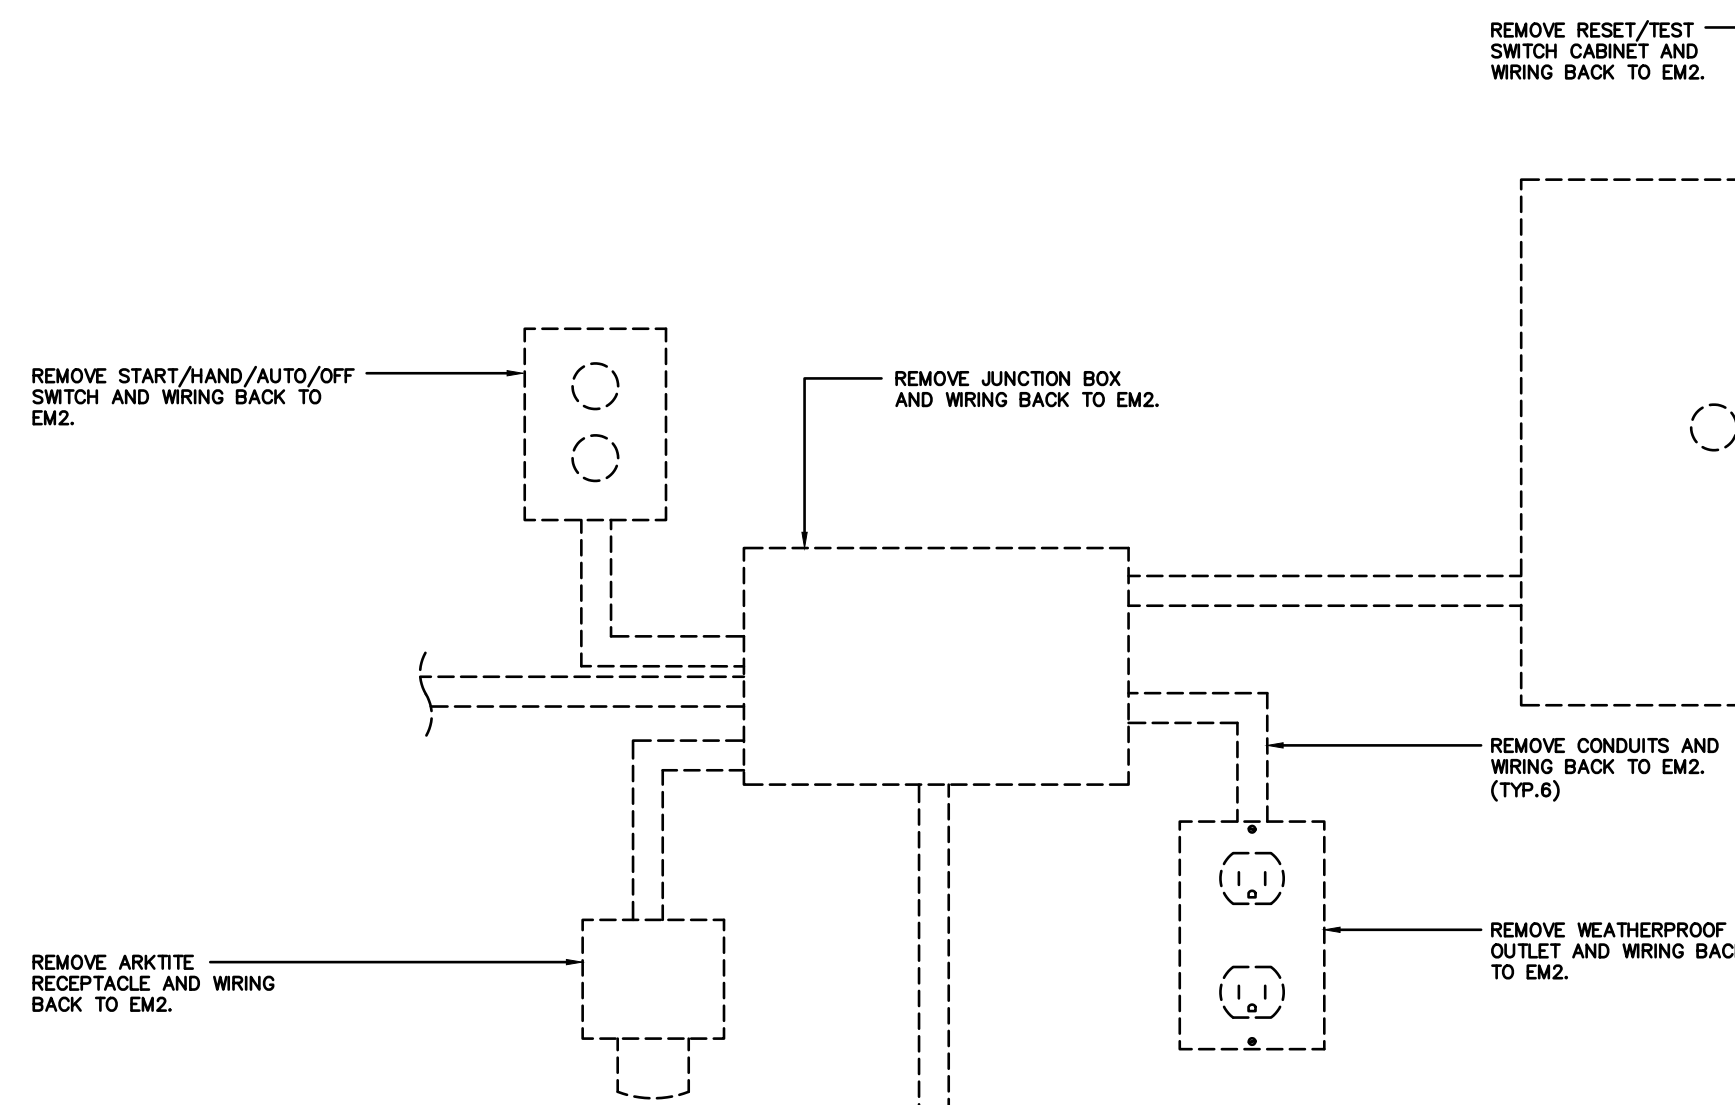 REMOVE RESET/TEST
SWITCH CABINET AND
WIRING BACK TO EM2.
REMOVE START/HAND/AUTO/OFF
SWITCH AND WIRING BACK TO
EM2.
REMOVE JUNCTION BOX
AND WIRING BACK TO EM2.
REMOVE CONDUITS AND
WIRING BACK TO EM2.
(TYP.6)
REMOVE WEATHERPROOF
OUTLET AND WIRING
TO EM2.
REMOVE ARKTITE
RECEPTACLE AND WIRING
BACK TO EM2.